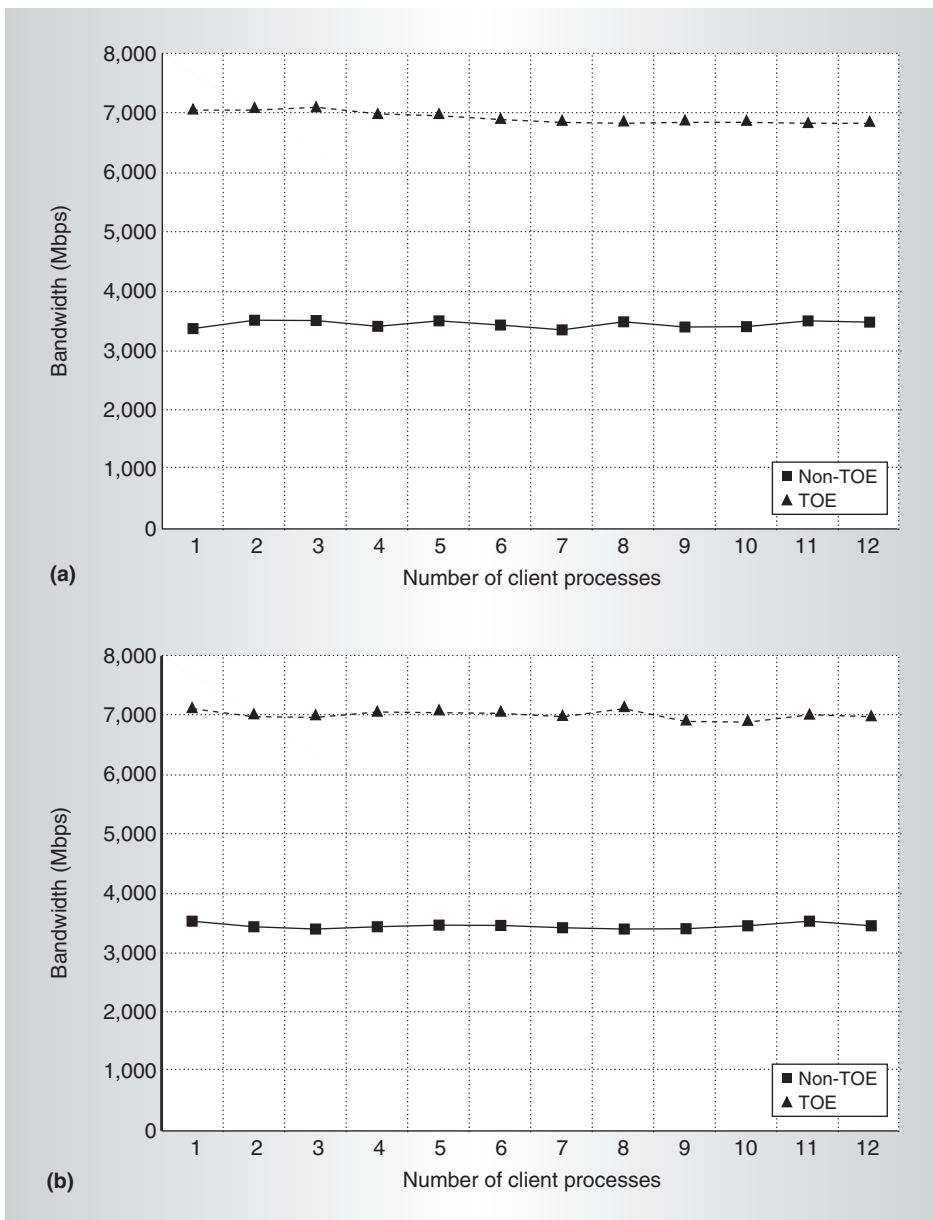 8,000
7,000
6,000
5,000
4,000
3,000
2,000
1,000
0
Bandwidth (Mbps)
Non-TOE
TOE
1 2 3 4 5 6 7 8 9 10 11 12
(a)
Number of client processes
8,000
7,000
6,000
5,000
4,000
3,000
2,000
1,000
0
Bandwidth (Mbps)
Non-TOE
TOE
1 2 3 4 5 6 7 8 9 10 11 12
(b)
Number of client processes